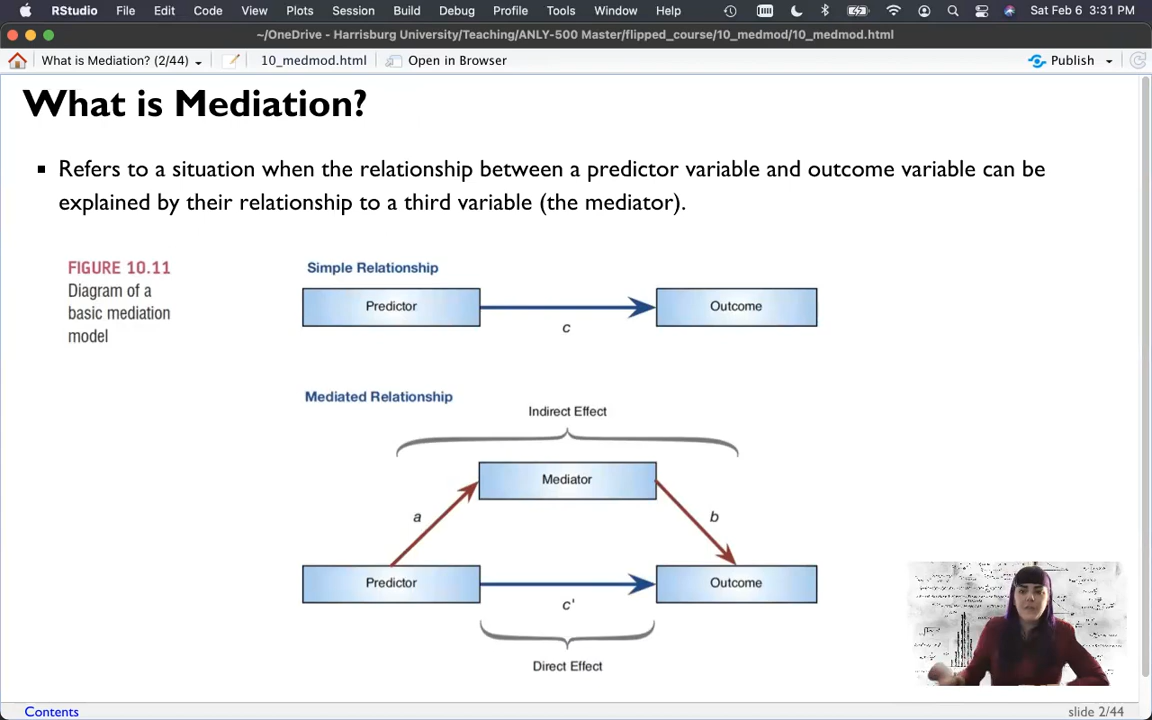 RStudio File Edit Code View Plots Session Build Debug Profile Tools Window Help Sat Feb 6 3:31 PM
~/OneDrive - Harrisburg University/Teaching/ANLY-500 Master/flipped_course/10_medmod/10_medmod.html
What is Mediation? (2/44) 10_medmod.html Open in Browser Publish
What is Mediation?
Refers to a situation when the relationship between a predictor variable and outcome variable can be
explained by their relationship to a third variable (the mediator).
FIGURE 10.11
Diagram of a
basic mediation
model
Simple Relationship
Predictor Outcome
c
Mediated Relationship
Indirect Effect
Mediator
a b
Predictor Outcome
c'
Direct Effect
Contents slide 2/44